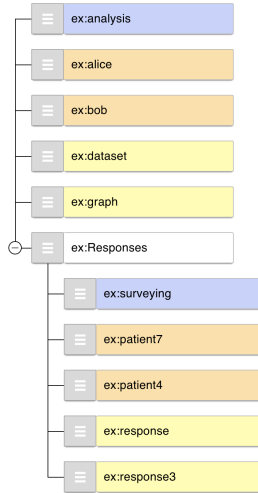 ex:analysis
ex:alice
ex:bob
ex:dataset
ex:graph
ex:Responses
ex:surveying
ex:patient7
ex:patient4
ex:response
ex:response3